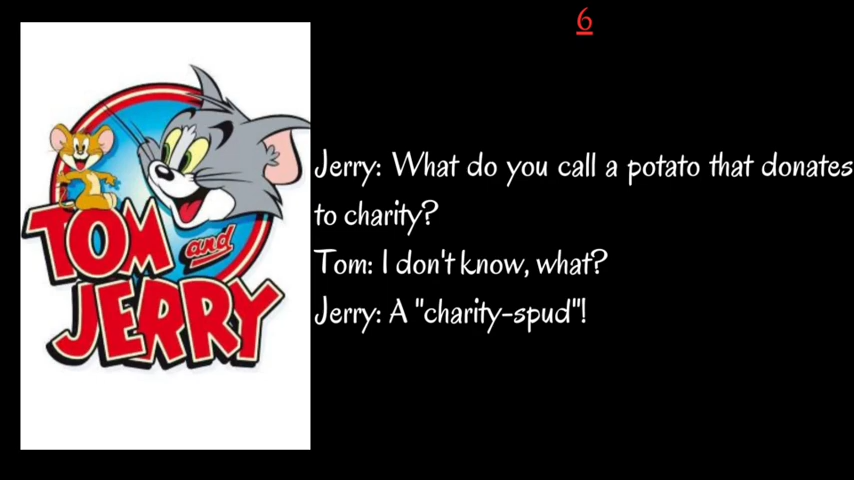 6
TOM
and
JERRY
Jerry: What do you call a potato that donates
to charity?
Tom: I don't know, what?
Jerry: A "charity-spud"!